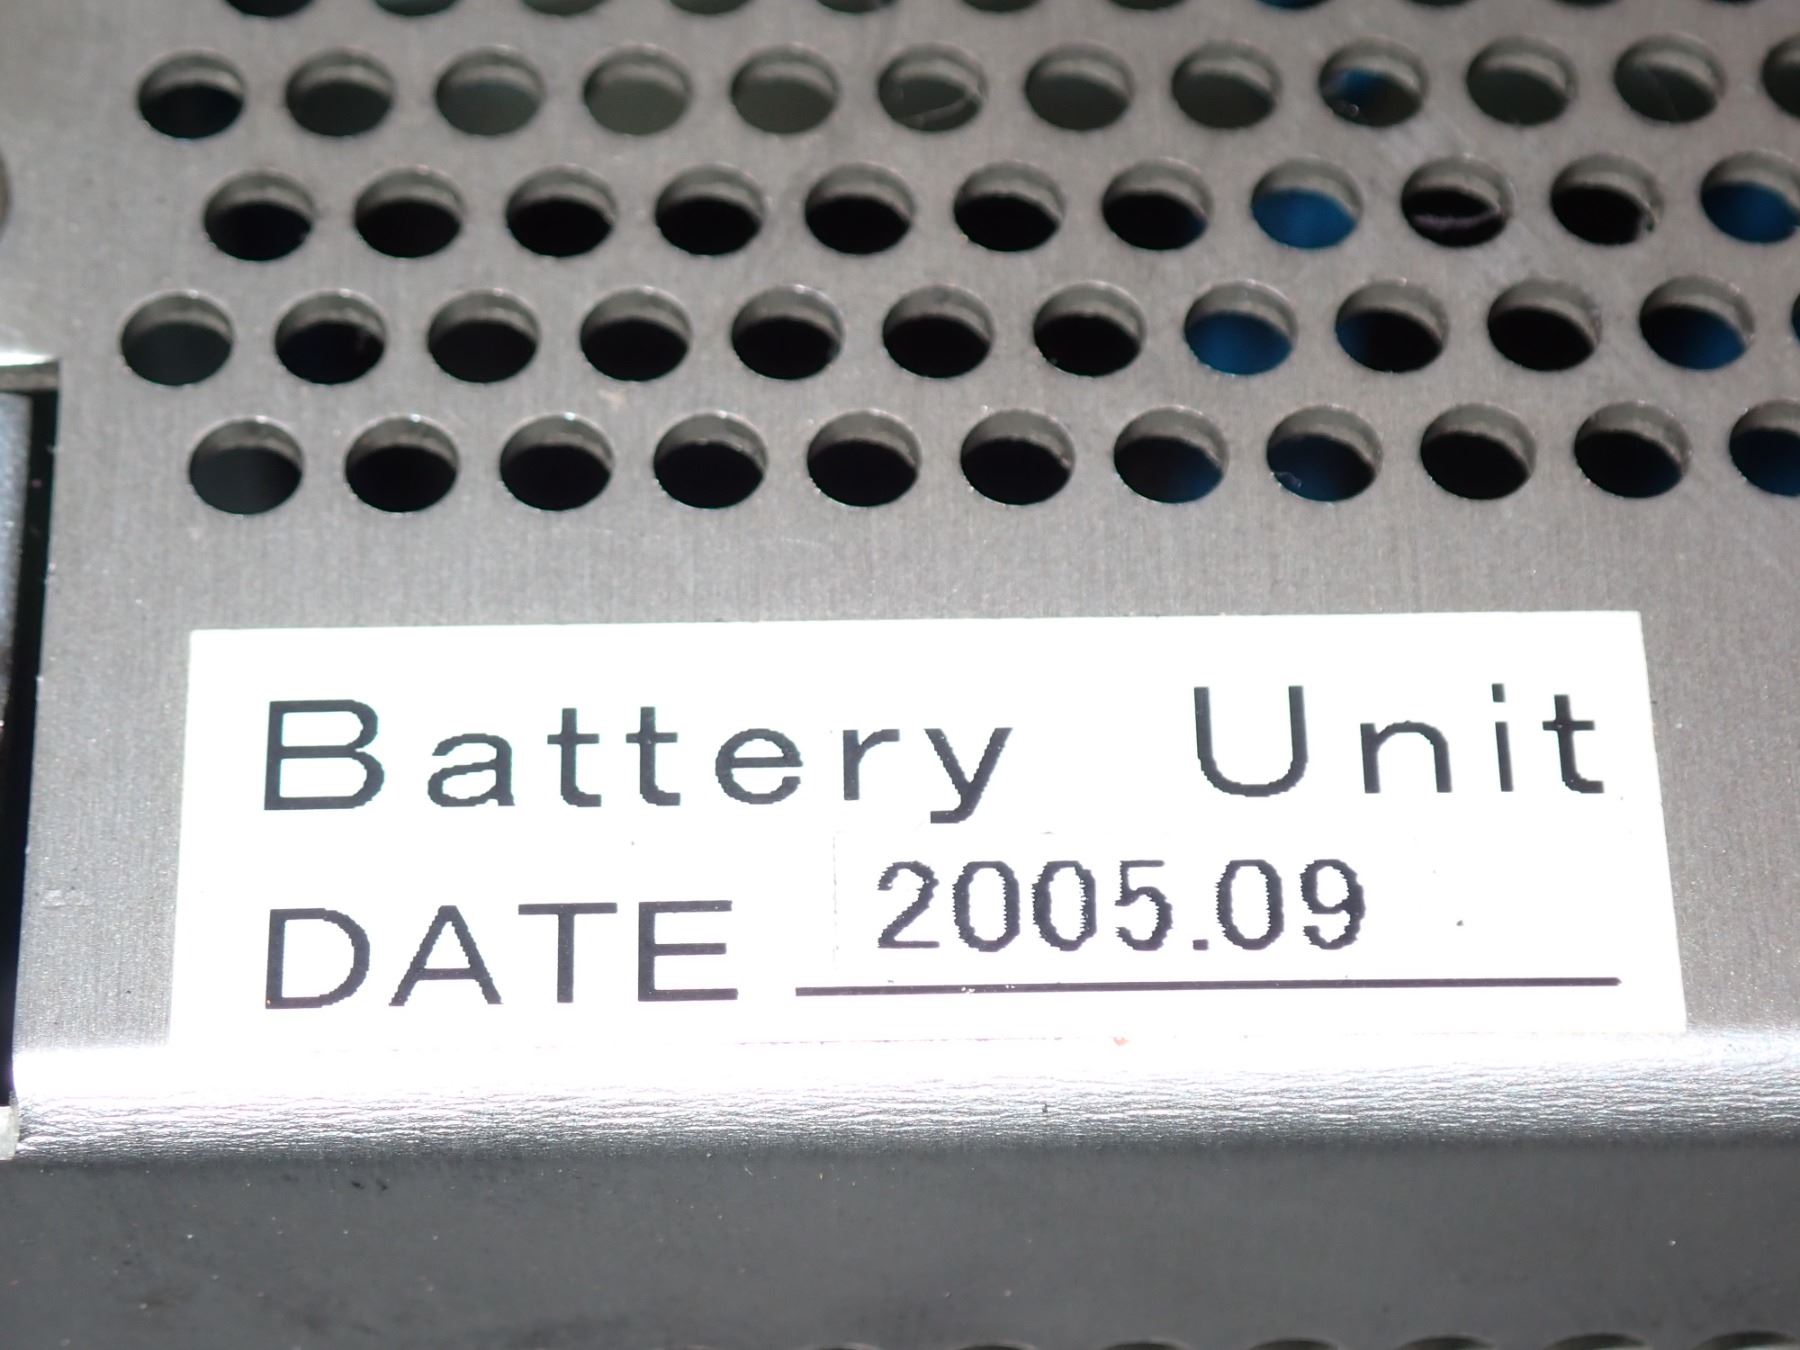 Battery Unit
DATE 2005.09